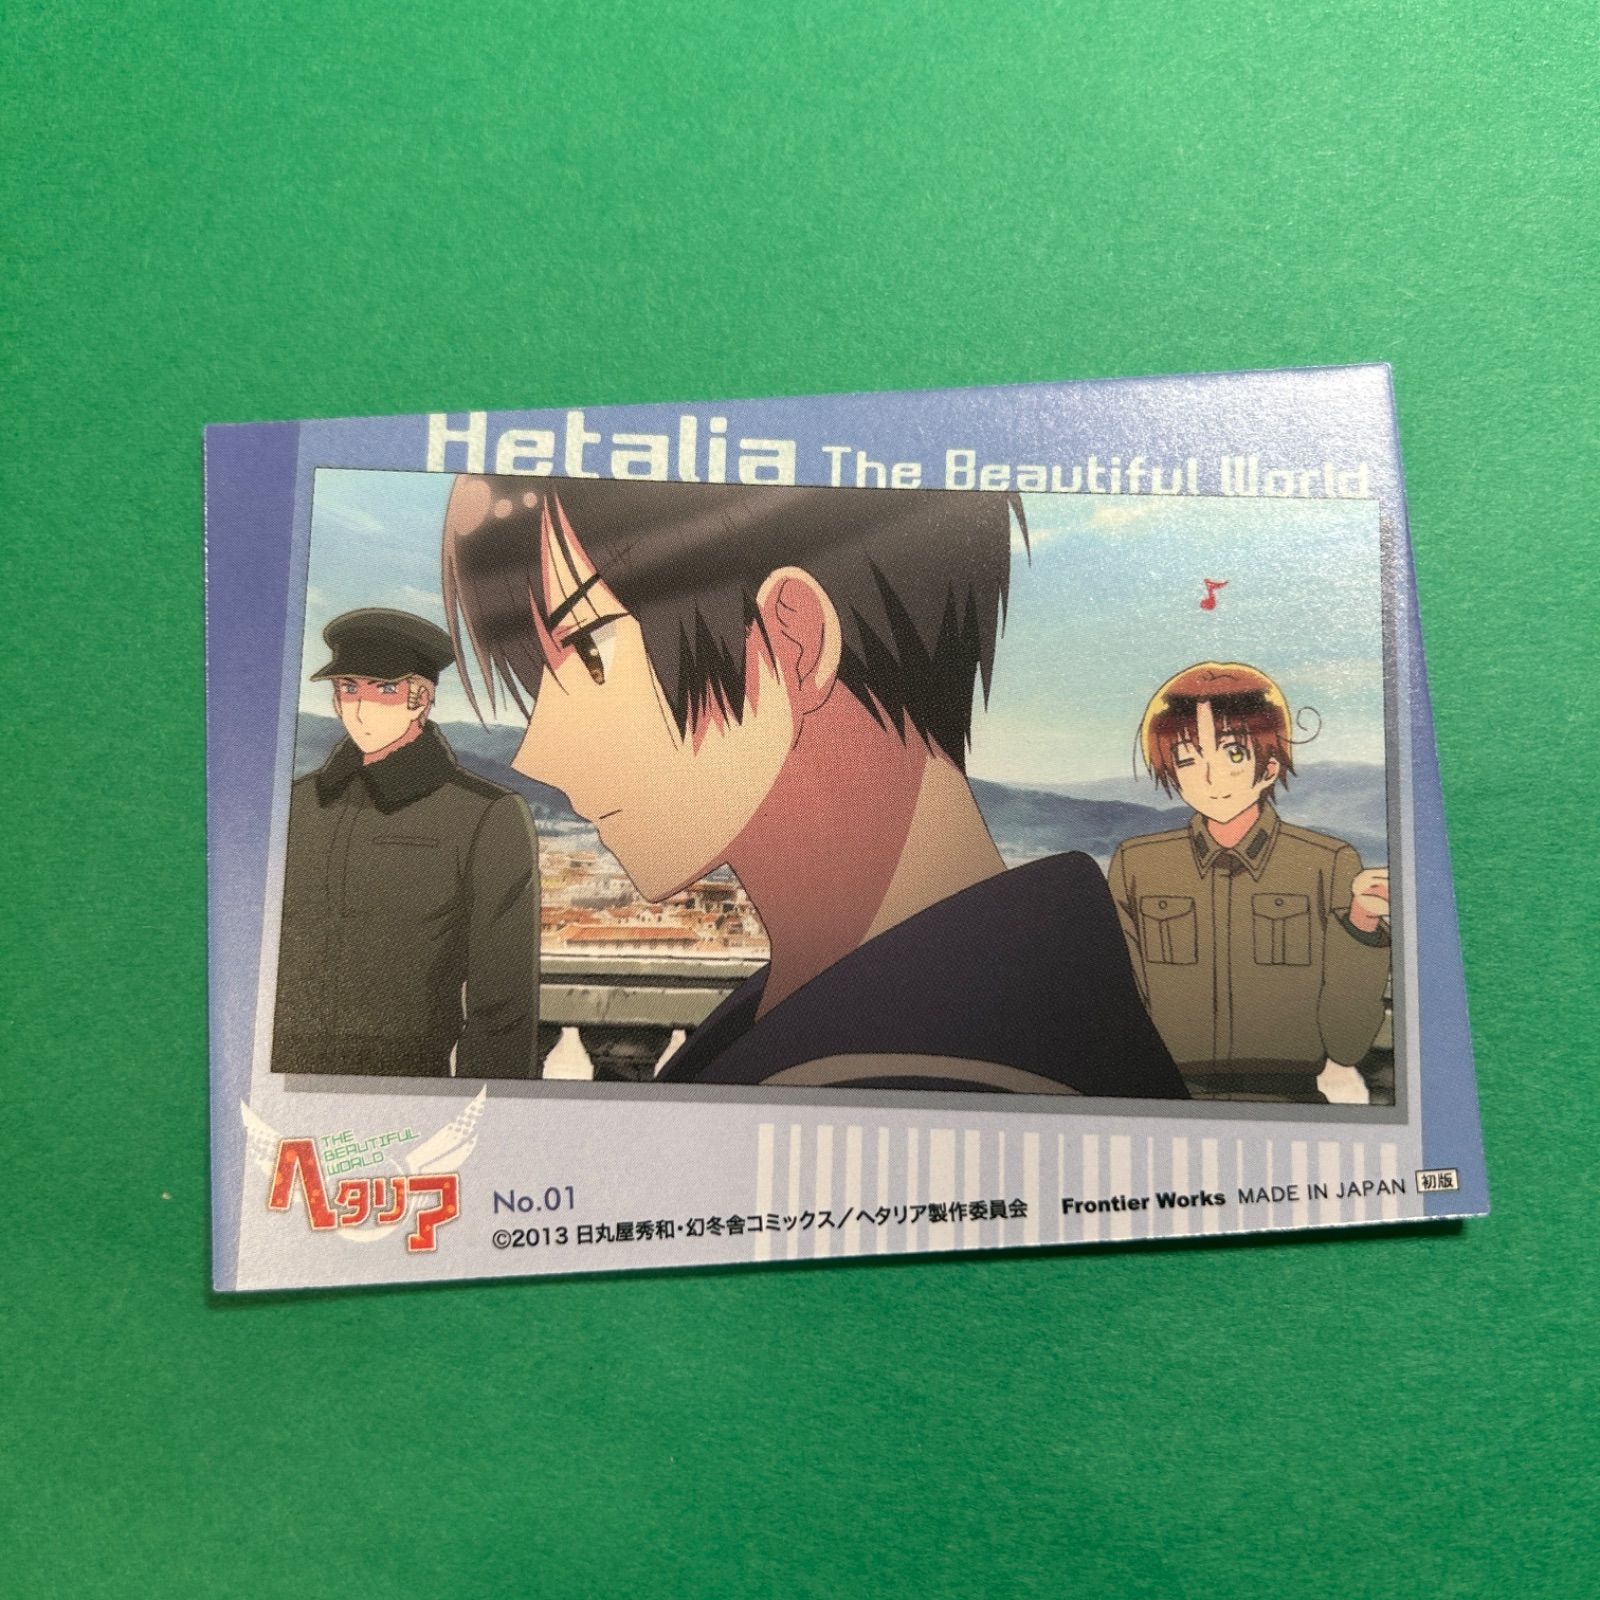 Hetalia The Beautiful World
THE
BEAUTIFUL
WORLD
ヘタリア
No.01
©2013 日丸屋秀和・幻冬舎コミックス／ヘタリア製作委員会 Frontier Works MADE IN JAPAN 初版